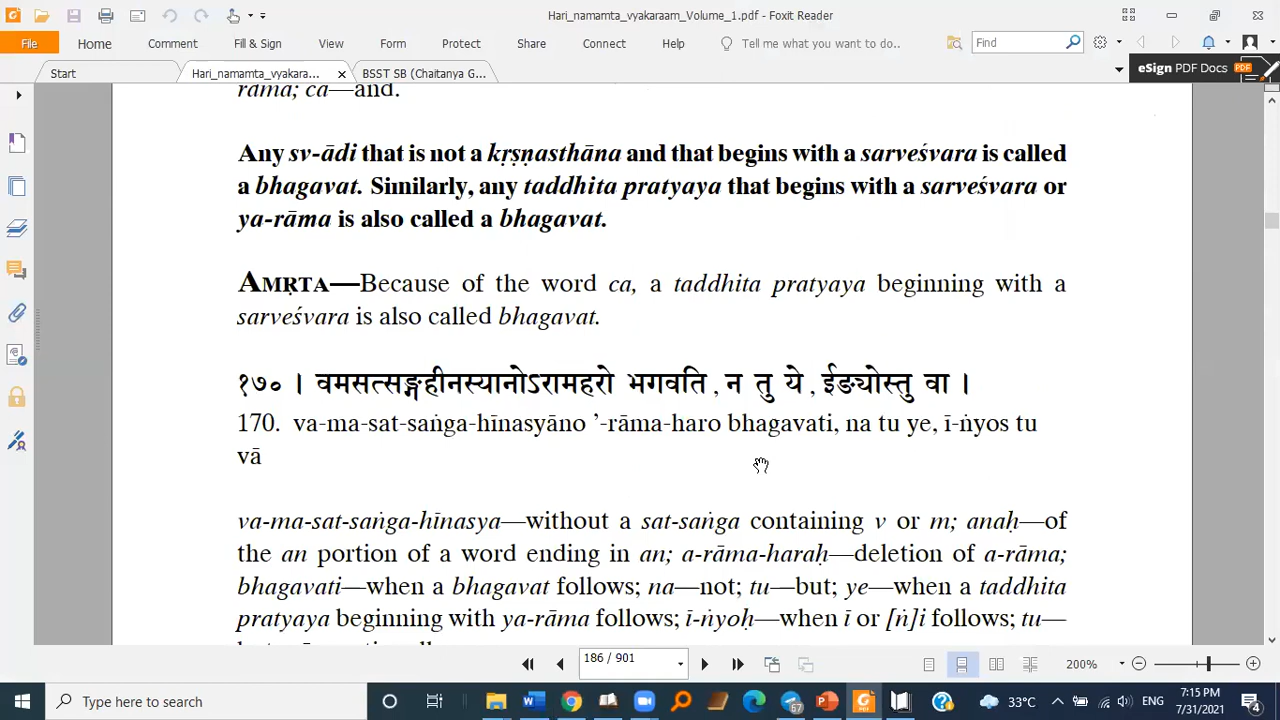 Hari_namamta_vyakaraam_Volume_1.pdf - Foxit Reader
File Home Comment Fill & Sign View Form Protect Share Connect Help Tell me what you want to do.. Find
Start Hari_namamta_vyakara... BSST SB (Chaitanya G... eSign PDF Docs PDF
rāma; ca—and.
Any sv-ādi that is not a kṛṣṇasthāna and that begins with a sarveśvara is called
a bhagavat. Similarly, any taddhita pratyaya that begins with a sarveśvara or
ya-rāma is also called a bhagavat.
AMṚTA—Because of the word ca, a taddhita pratyaya beginning with a
sarveśvara is also called bhagavat.
१७० । वमसत्सङ्गहीनस्यानोऽरामहरो भगवति , न तु ये , ईङ्योस्तु वा ।
170. va-ma-sat-saṅga-hīnasyāno ’-rāma-haro bhagavati, na tu ye, ī-ṅyos tu
vā
va-ma-sat-saṅga-hīnasya—without a sat-saṅga containing v or m; anaḥ—of
the an portion of a word ending in an; a-rāma-haraḥ—deletion of a-rāma;
bhagavati—when a bhagavat follows; na—not; tu—but; ye—when a taddhita
pratyaya beginning with ya-rāma follows; ī-ṅyoḥ—when ī or [ṅ]i follows; tu—
186 / 901 200%
Type here to search 67 33°C ENG 7:15 PM
7/31/2021 4